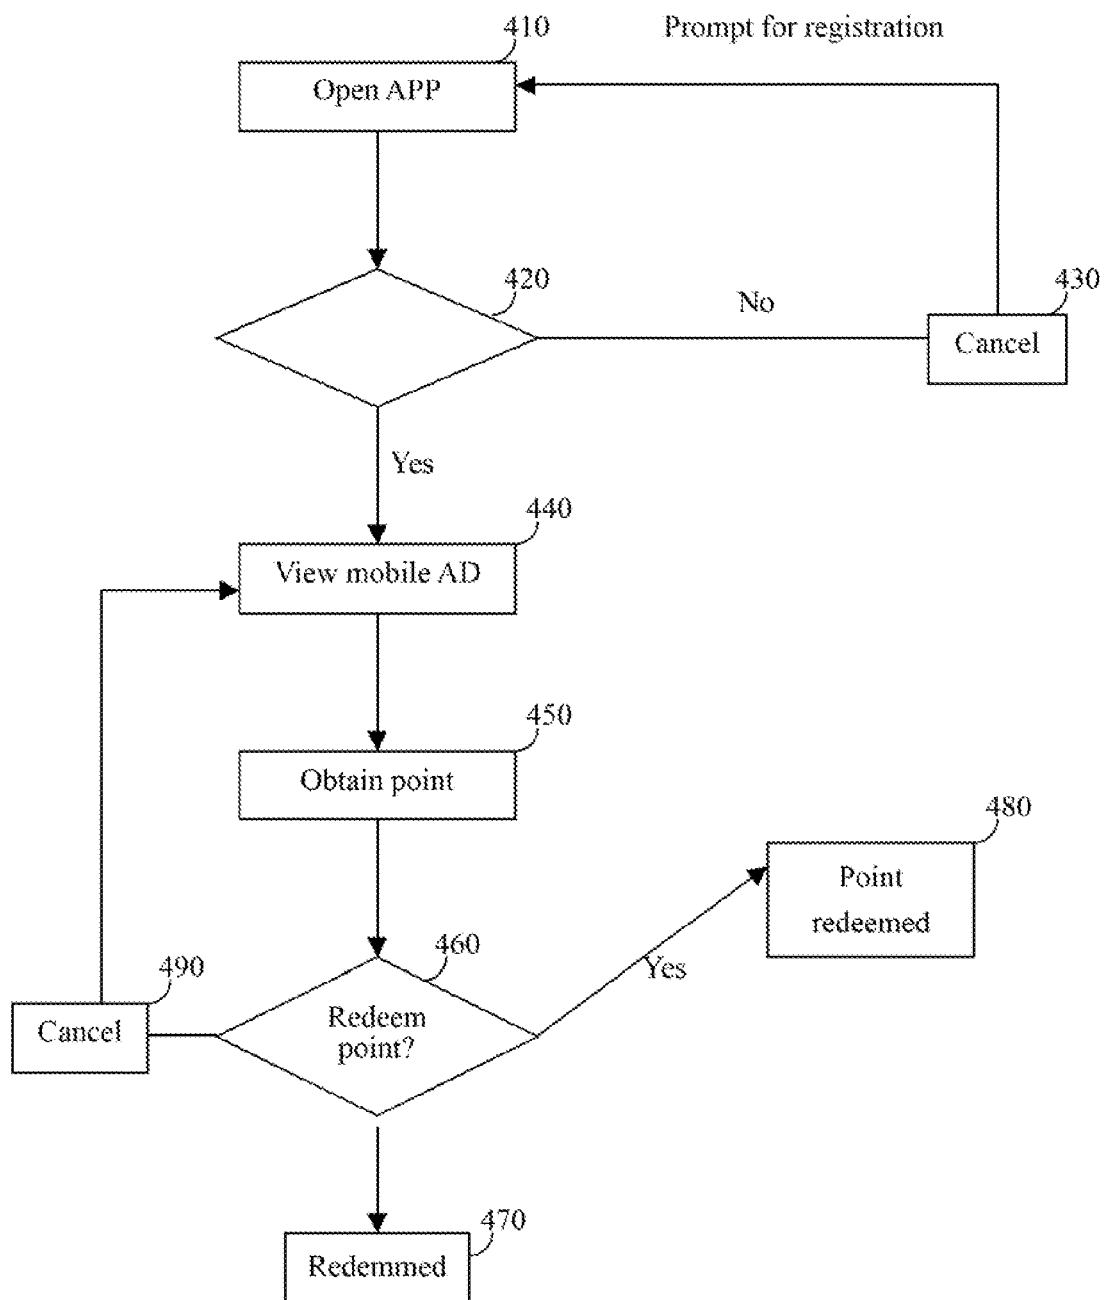 410
Prompt for registration
Open APP
420
No
430
Cancel
Yes
440
View mobile AD
450
Obtain point
480
Point
redeemed
460
Yes
490
Cancel
Redeem
point?
470
Redemmed